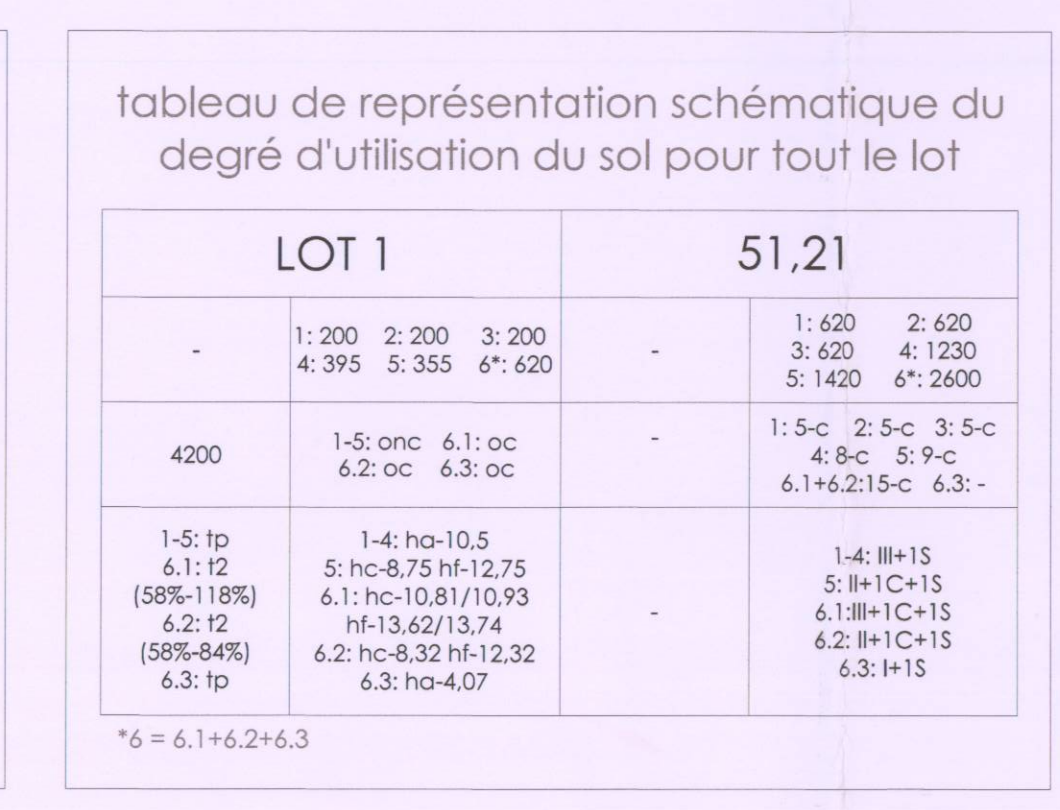 tableau de représentation schématique du
degré d'utilisation du sol pour tout le lot
LOT 1 51,21
- 1: 200 2: 200 3: 200
4: 395 5: 355 6*: 620
- 1: 620 2: 620
3: 620 4: 1230
5: 1420 6*: 2600
4200 1-5: onc 6.1: oc
6.2: oc 6.3: oc
- 1: 5-c 2: 5-c 3: 5-c
4: 8-c 5: 9-c
6.1+6.2:15-c 6.3: -
1-5: tp
6.1: t2
(58%-118%)
6.2: t2
(58%-84%)
6.3: tp
1-4: ha-10,5
5: hc-8,75 hf-12,75
6.1: hc-10,81/10,93
hf-13,62/13,74
6.2: hc-8,32 hf-12,32
6.3: ha-4,07
-
1-4: III+1S
5: II+1C+1S
6.1:III+1C+1S
6.2: II+1C+1S
6.3: I+1S
*6 = 6.1+6.2+6.3